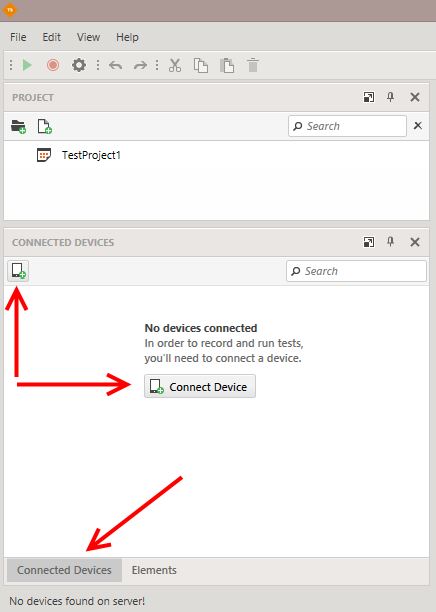 File Edit View Help
PROJECT
Search
TestProject1
CONNECTED DEVICES
Search
No devices connected
In order to record and run tests,
you'll need to connect a device.
Connect Device
Connected Devices Elements
No devices found on server!